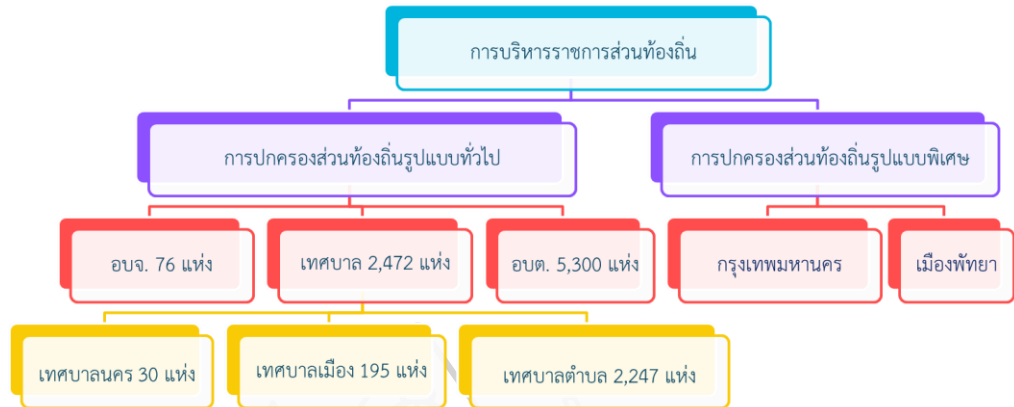 การบริหารราชการส่วนท้องถิ่น
การปกครองส่วนท้องถิ่นรูปแบบทั่วไป
การปกครองส่วนท้องถิ่นรูปแบบพิเศษ
อบจ. 76 แห่ง
เทศบาล 2,472 แห่ง
อบต. 5,300 แห่ง
กรุงเทพมหานคร
เมืองพัทยา
เทศบาลนคร 30 แห่ง
เทศบาลเมือง 195 แห่ง
เทศบาลตำบล 2,247 แห่ง